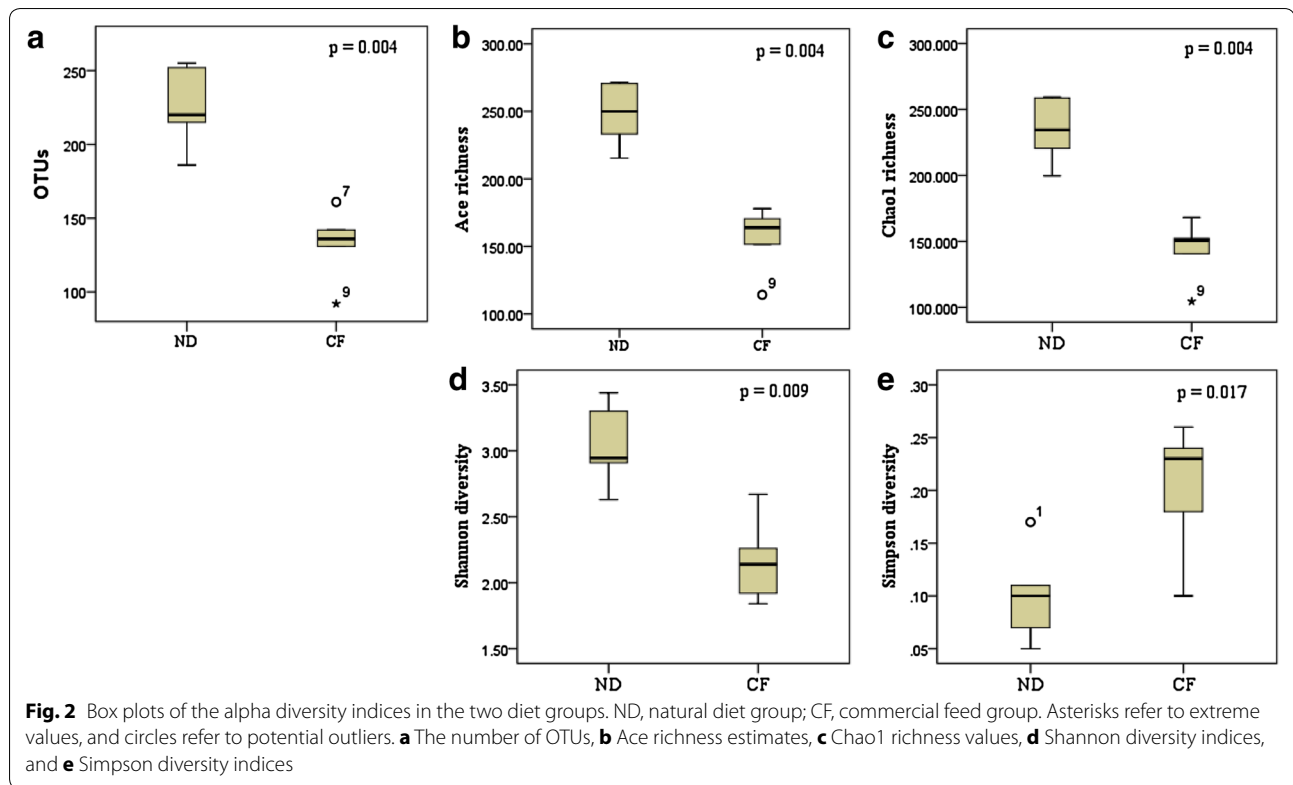 a
p = 0.004
OTUs
250
200
150
100
7
9
ND
CF
b
p = 0.004
Ace richness
300.00
250.00
200.00
150.00
100.00
9
ND
CF
c
p = 0.004
Chao1 richness
300.000
250.000
200.000
150.000
100.000
9
ND
CF
d
p = 0.009
Shannon diversity
3.50
3.00
2.50
2.00
1.50
ND
CF
e
p = 0.017
Simpson diversity
.30
.25
.20
.15
.10
.05
1
ND
CF
Fig. 2 Box plots of the alpha diversity indices in the two diet groups. ND, natural diet group; CF, commercial feed group. Asterisks refer to extreme
values, and circles refer to potential outliers. a The number of OTUs, b Ace richness estimates, c Chao1 richness values, d Shannon diversity indices,
and e Simpson diversity indices